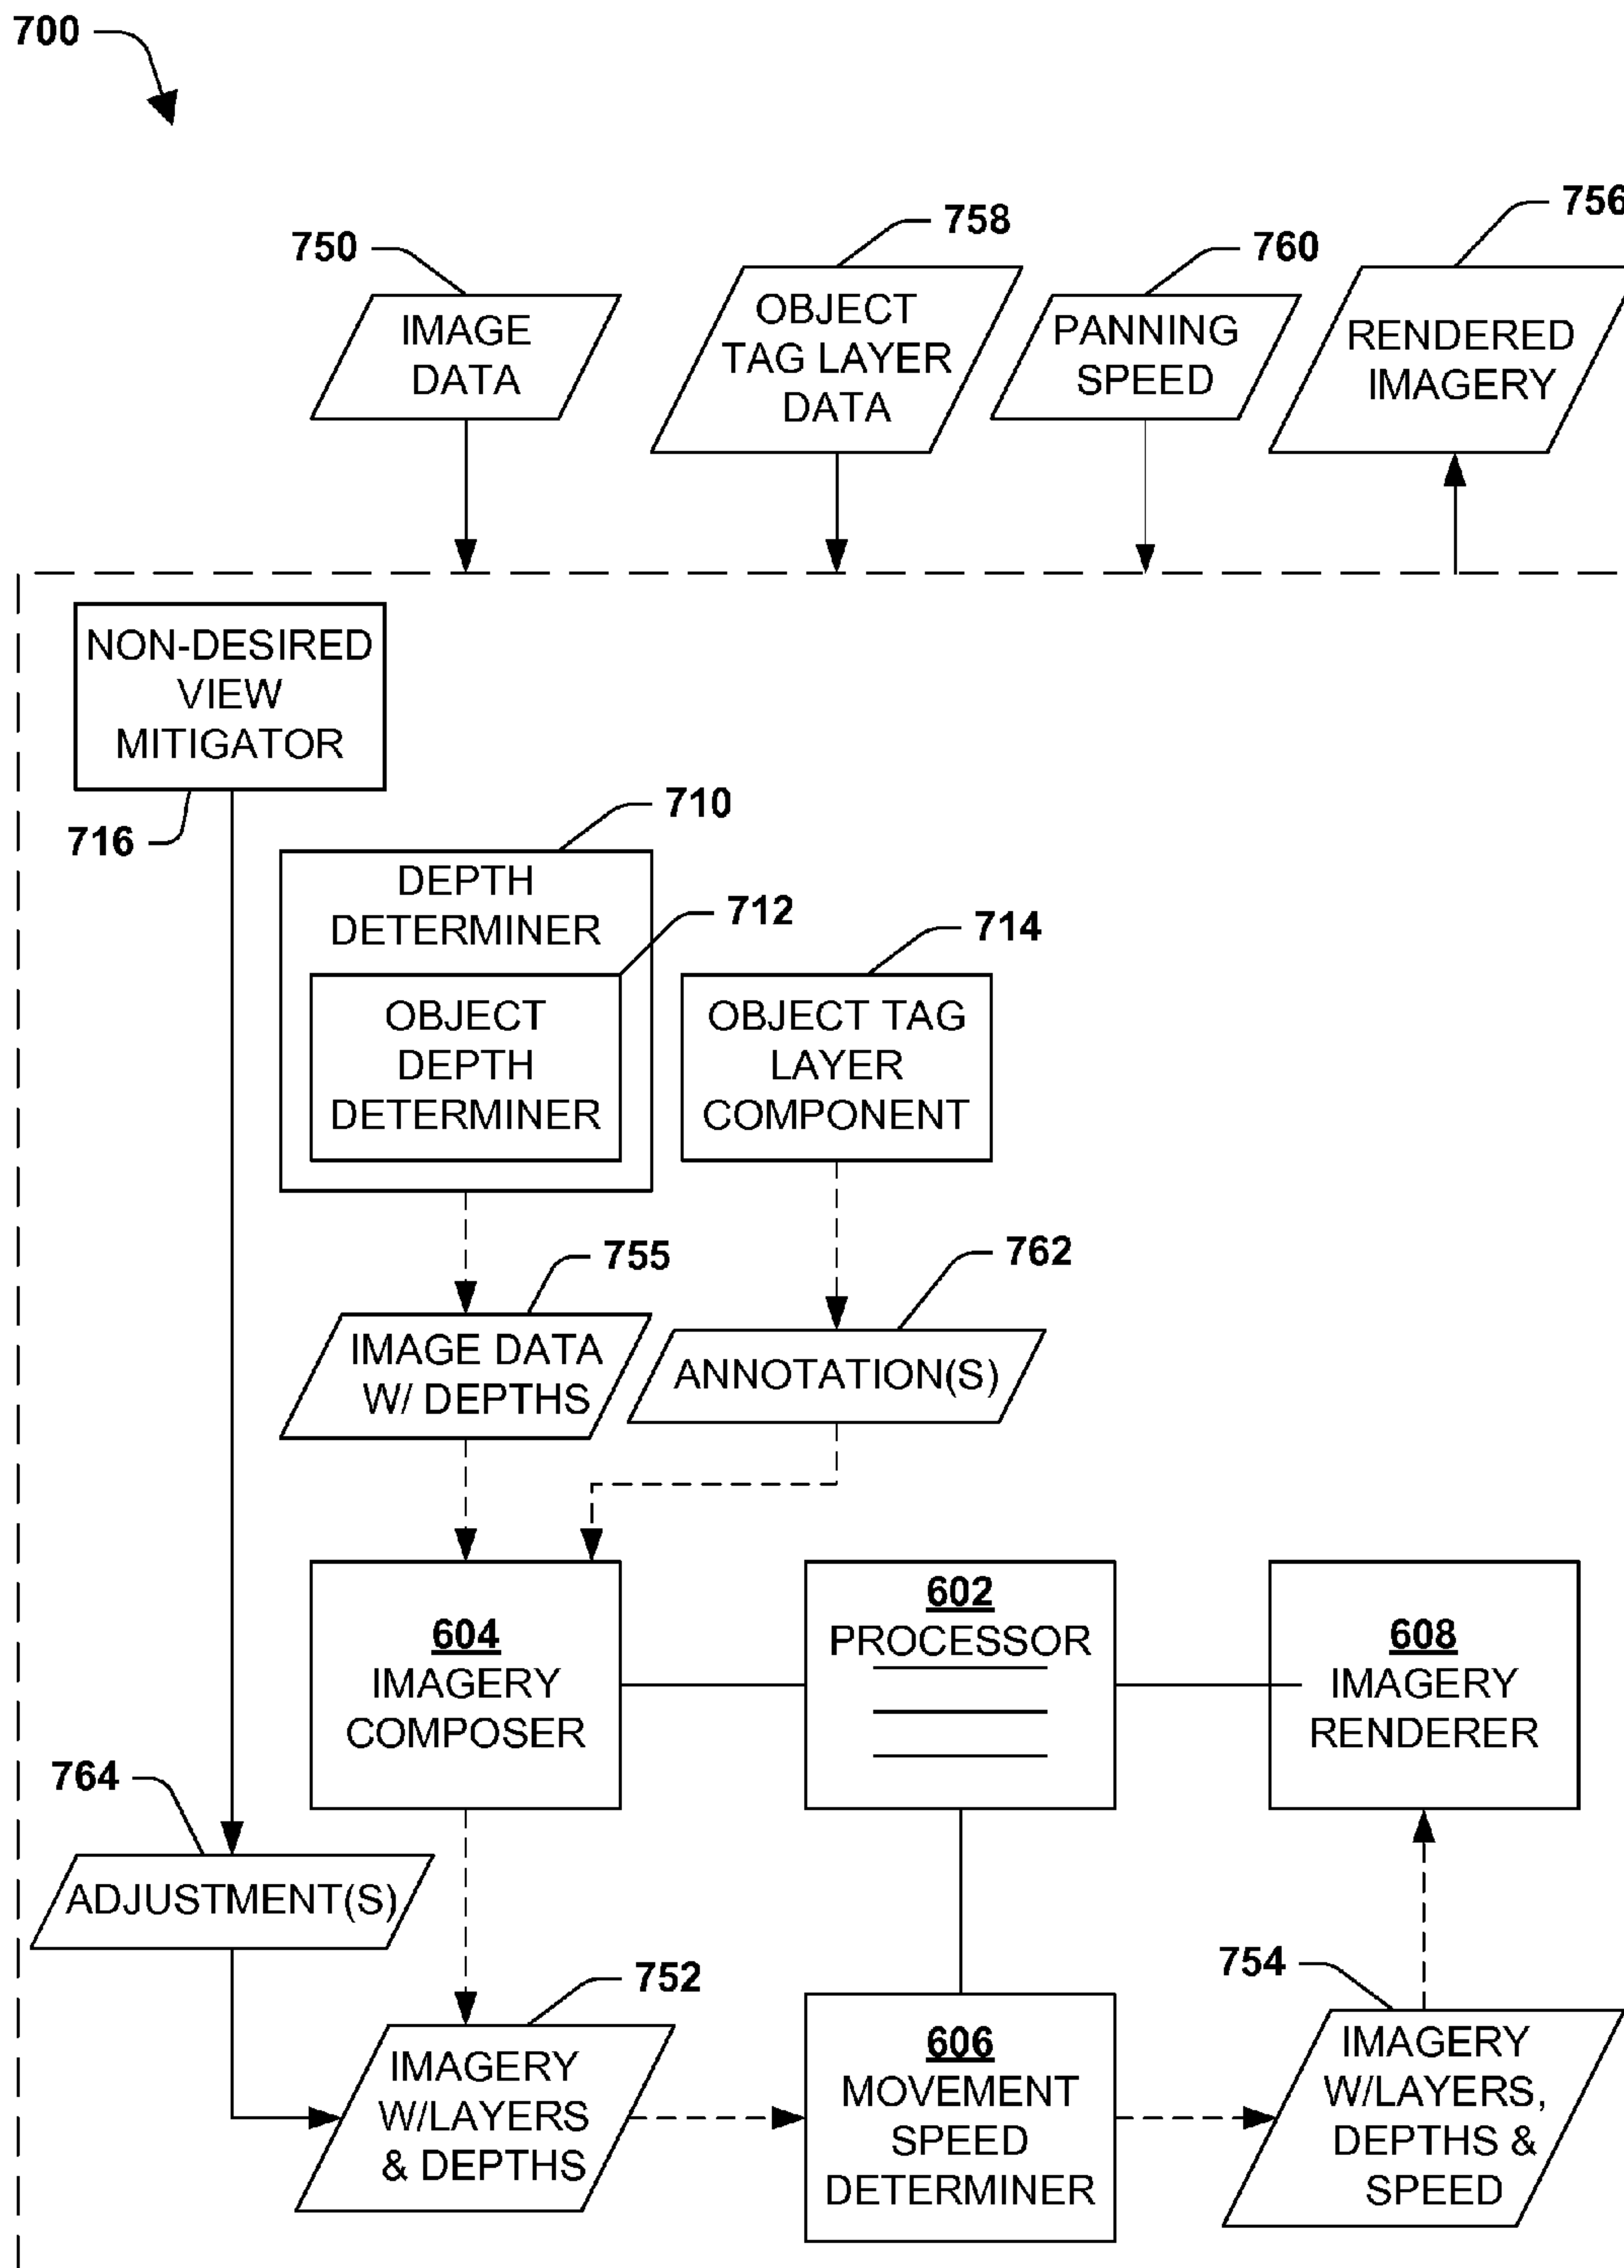 700
750
IMAGE
DATA
758
OBJECT
TAG LAYER
DATA
760
PANNING
SPEED
756
RENDERED
IMAGERY
NON-DESIRED
VIEW
MITIGATOR
716
710
DEPTH
DETERMINER
712
OBJECT
DEPTH
DETERMINER
714
OBJECT TAG
LAYER
COMPONENT
755
IMAGE DATA
W/ DEPTHS
762
ANNOTATION(S)
604
IMAGERY
COMPOSER
602
PROCESSOR
608
IMAGERY
RENDERER
764
ADJUSTMENT(S)
752
IMAGERY
W/LAYERS
& DEPTHS
606
MOVEMENT
SPEED
DETERMINER
754
IMAGERY
W/LAYERS,
DEPTHS &
SPEED